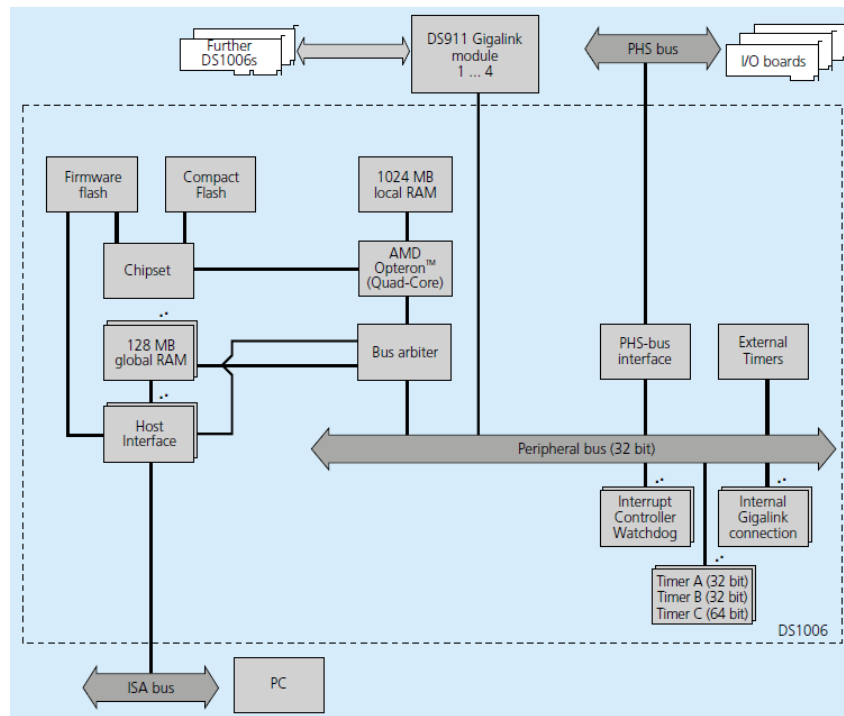 Further
DS1006s
DS911 Gigalink
module
1 ... 4
PHS bus
I/O boards
Firmware
flash
Compact
Flash
1024 MB
local RAM
Chipset
AMD
Opteron™
(Quad-Core)
128 MB
global RAM
Bus arbiter
PHS-bus
interface
External
Timers
Host
Interface
Peripheral bus (32 bit)
Interrupt
Controller
Watchdog
Internal
Gigalink
connection
Timer A (32 bit)
Timer B (32 bit)
Timer C (64 bit)
DS1006
ISA bus
PC